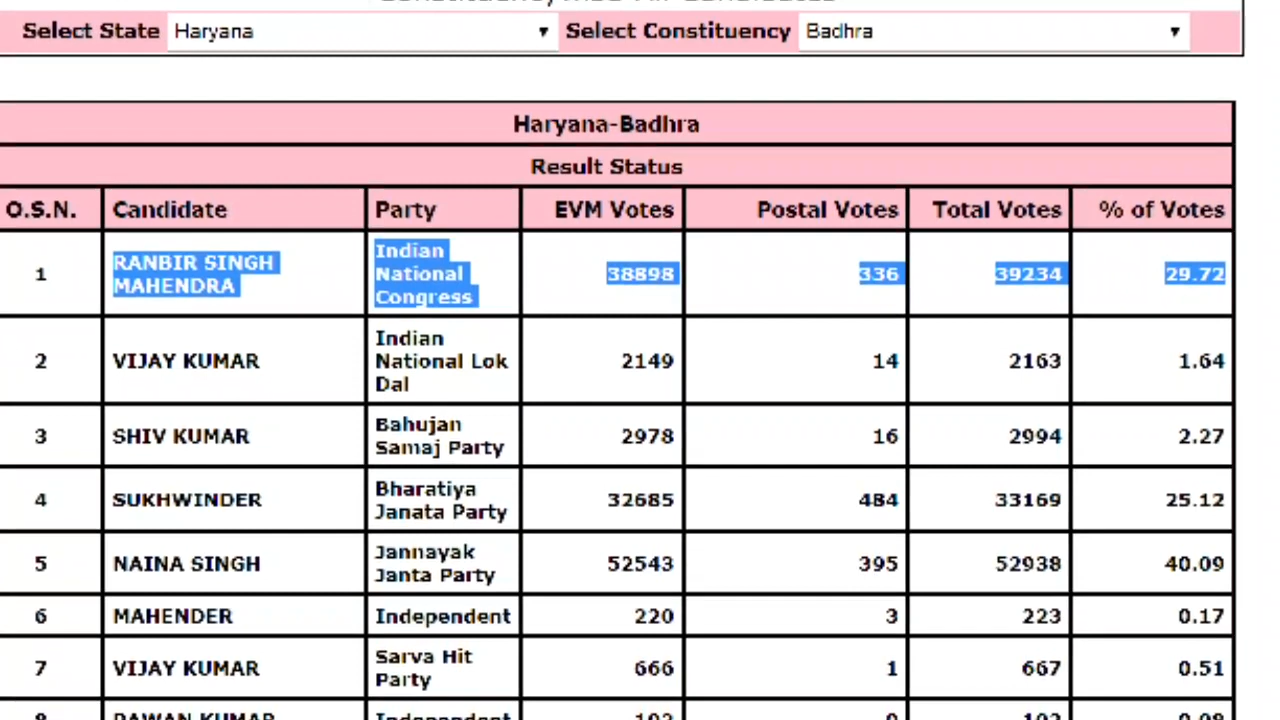 Select State Haryana ▼ Select Constituency Badhra ▼
Haryana-Badhra
Result Status
O.S.N. Candidate Party EVM Votes Postal Votes Total Votes % of Votes
1 RANBIR SINGH MAHENDRA Indian National Congress 38898 336 39234 29.72
2 VIJAY KUMAR Indian National Lok Dal 2149 14 2163 1.64
3 SHIV KUMAR Bahujan Samaj Party 2978 16 2994 2.27
4 SUKHWINDER Bharatiya Janata Party 32685 484 33169 25.12
5 NAINA SINGH Jannayak Janta Party 52543 395 52938 40.09
6 MAHENDER Independent 220 3 223 0.17
7 VIJAY KUMAR Sarva Hit Party 666 1 667 0.51